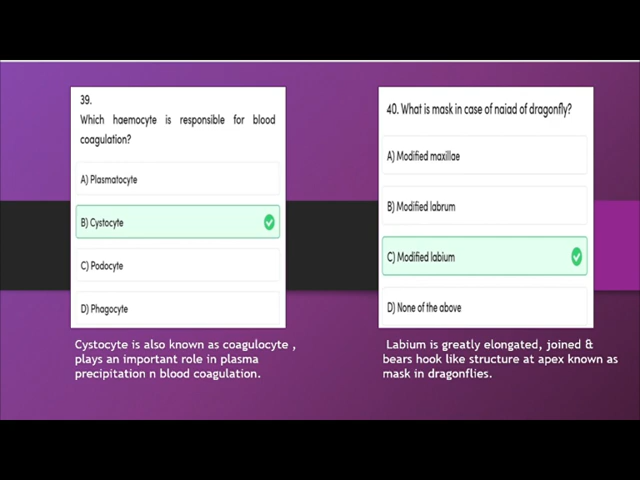 39.
Which haemocyte is responsible for blood
coagulation?
A) Plasmatocyte
B) Cystocyte
C) Podocyte
D) Phagocyte
Cystocyte is also known as coagulocyte ,
plays an important role in plasma
precipitation n blood coagulation.
40. What is mask in case of naiad of dragonfly?
A) Modified maxillae
B) Modified labrum
C) Modified labium
D) None of the above
Labium is greatly elongated, joined &
bears hook like structure at apex known as
mask in dragonflies.